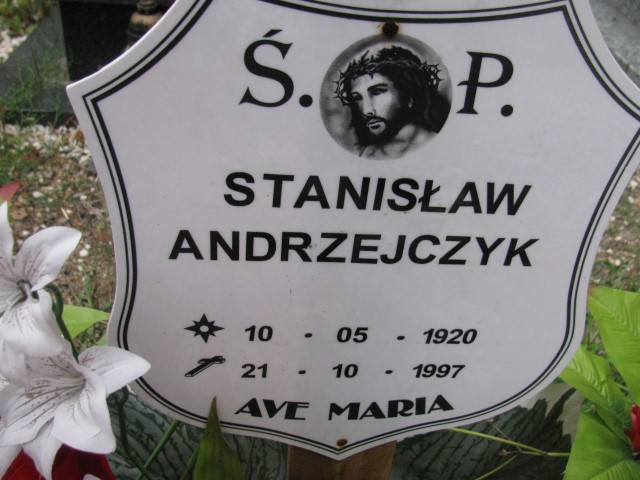 Ś. P.
STANISŁAW
ANDRZEJCZYK
10 - 05 - 1920
21 - 10 - 1997
AVE MARIA